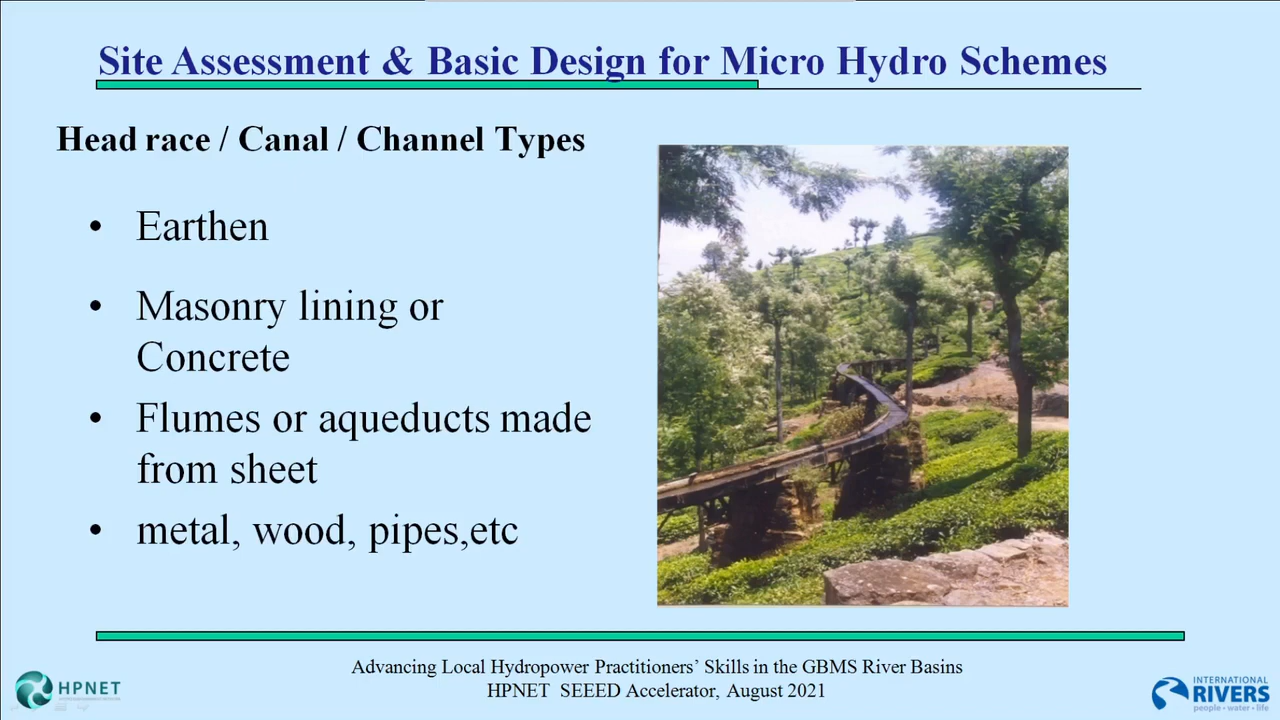 Site Assessment & Basic Design for Micro Hydro Schemes
Head race / Canal / Channel Types
• Earthen
• Masonry lining or
Concrete
• Flumes or aqueducts made
from sheet
• metal, wood, pipes,etc
Advancing Local Hydropower Practitioners’ Skills in the GBMS River Basins
HPNET SEEED Accelerator, August 2021
HPNET
INTERNATIONAL
RIVERS
people • water • life